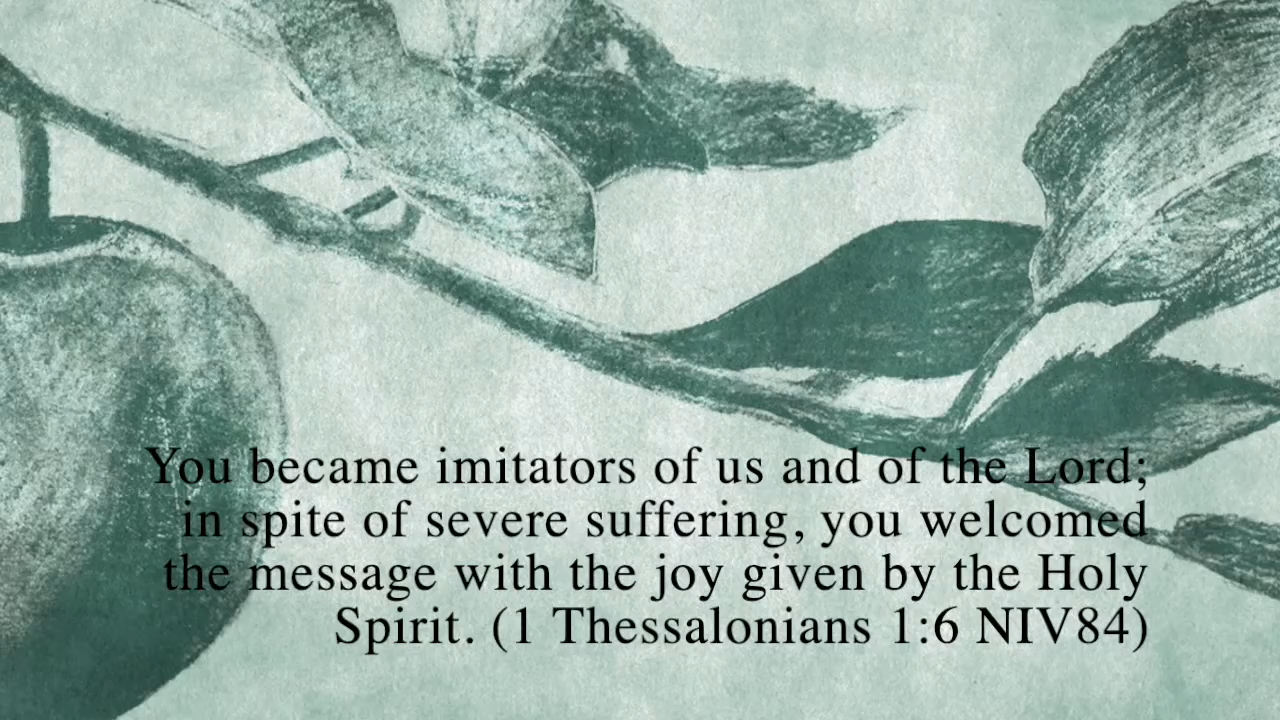 You became imitators of us and of the Lord;
in spite of severe suffering, you welcomed
the message with the joy given by the Holy
Spirit. (1 Thessalonians 1:6 NIV84)